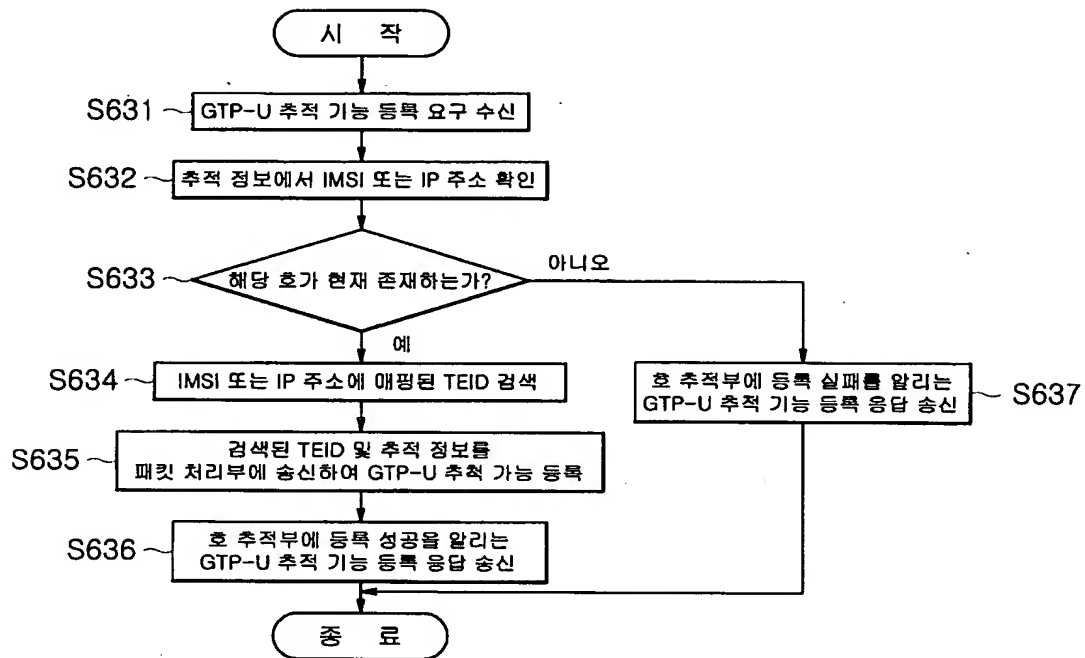 시 작
S631
GTP-U 추적 기능 등록 요구 수신
S632
추적 정보에서 IMSI 또는 IP 주소 확인
S633
해당 호가 현재 존재하는가?
아니오
예
S634
IMSI 또는 IP 주소에 매핑된 TEID 검색
호 추적부에 등록 실패를 알리는
GTP-U 추적 기능 등록 응답 송신
S637
S635
검색된 TEID 및 추적 정보를
패킷 처리부에 송신하여 GTP-U 추적 가능 등록
S636
호 추적부에 등록 성공을 알리는
GTP-U 추적 기능 등록 응답 송신
종 료